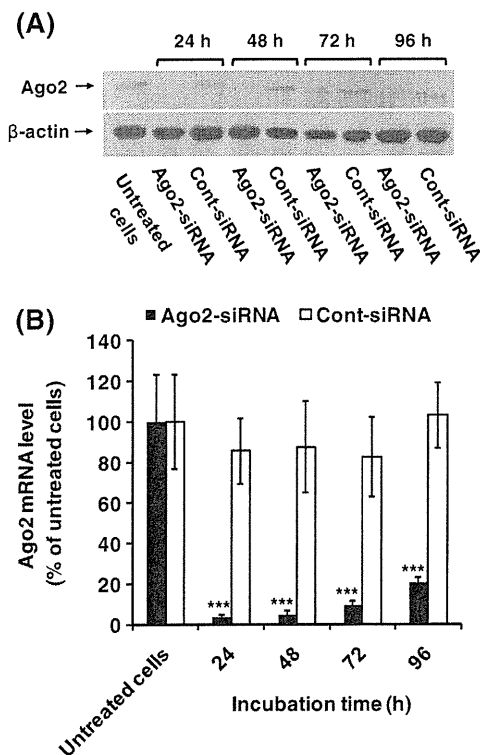 (A)
24 h 48 h 72 h 96 h
Ago2
β-actin
Untreated cells
Ago2-siRNA
Cont-siRNA
Ago2-siRNA
Cont-siRNA
Ago2-siRNA
Cont-siRNA
Ago2-siRNA
Cont-siRNA
(B)
Ago2-siRNA Cont-siRNA
Ago2 mRNA level
(% of untreated cells)
140
120
100
80
60
40
20
0
*** *** *** ***
Untreated cells 24 48 72 96
Incubation time (h)